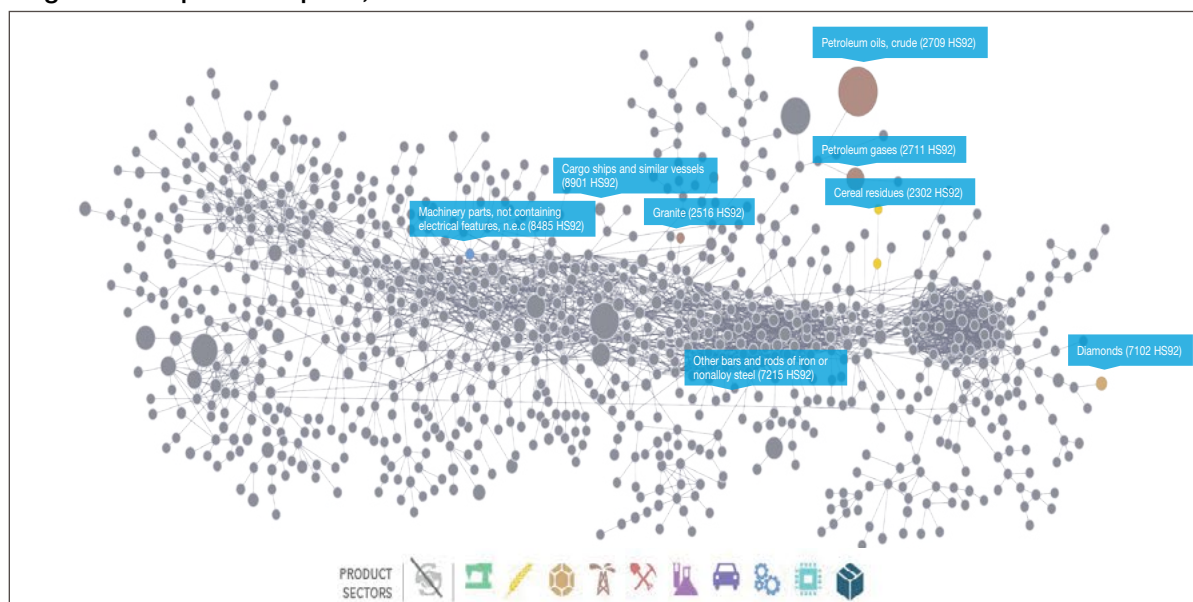 Petroleum oils, crude (2709 HS92)
Petroleum gases (2711 HS92)
Cargo ships and similar vessels
(8901 HS92)
Cereal residues (2302 HS92)
Machinery parts, not containing
electrical features, n.e.c (8485 HS92)
Granite (2516 HS92)
Other bars and rods of iron or
nonalloy steel (7215 HS92)
Diamonds (7102 HS92)
PRODUCT
SECTORS